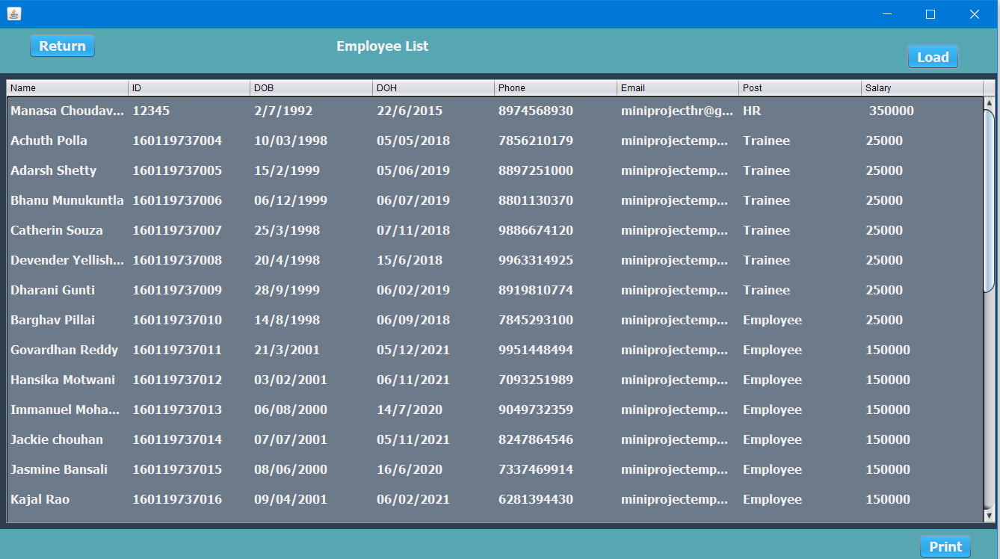 Return Employee List Load
Name ID DOB DOH Phone Email Post Salary
Manasa Choudav... 12345 2/7/1992 22/6/2015 8974568930 miniprojecthr@g... HR 350000
Achuth Polla 160119737004 10/03/1998 05/05/2018 7856210179 miniprojectemp... Trainee 25000
Adarsh Shetty 160119737005 15/2/1999 05/06/2019 8897251000 miniprojectemp... Trainee 25000
Bhanu Munukuntla 160119737006 06/12/1999 06/07/2019 8801130370 miniprojectemp... Trainee 25000
Catherin Souza 160119737007 25/3/1998 07/11/2018 9886674120 miniprojectemp... Trainee 25000
Devender Yellish... 160119737008 20/4/1998 15/6/2018 9963314925 miniprojectemp... Trainee 25000
Dharani Gunti 160119737009 28/9/1999 06/02/2019 8919810774 miniprojectemp... Trainee 25000
Barghav Pillai 160119737010 14/8/1998 06/09/2018 7845293100 miniprojectemp... Employee 25000
Govardhan Reddy 160119737011 21/3/2001 05/12/2021 9951448494 miniprojectemp... Employee 150000
Hansika Motwani 160119737012 03/02/2001 06/11/2021 7093251989 miniprojectemp... Employee 150000
Immanuel Moha... 160119737013 06/08/2000 14/7/2020 9049732359 miniprojectemp... Employee 150000
Jackie chouhan 160119737014 07/07/2001 05/11/2021 8247864546 miniprojectemp... Employee 150000
Jasmine Bansali 160119737015 08/06/2000 16/6/2020 7337469914 miniprojectemp... Employee 150000
Kajal Rao 160119737016 09/04/2001 06/02/2021 6281394430 miniprojectemp... Employee 150000
Print